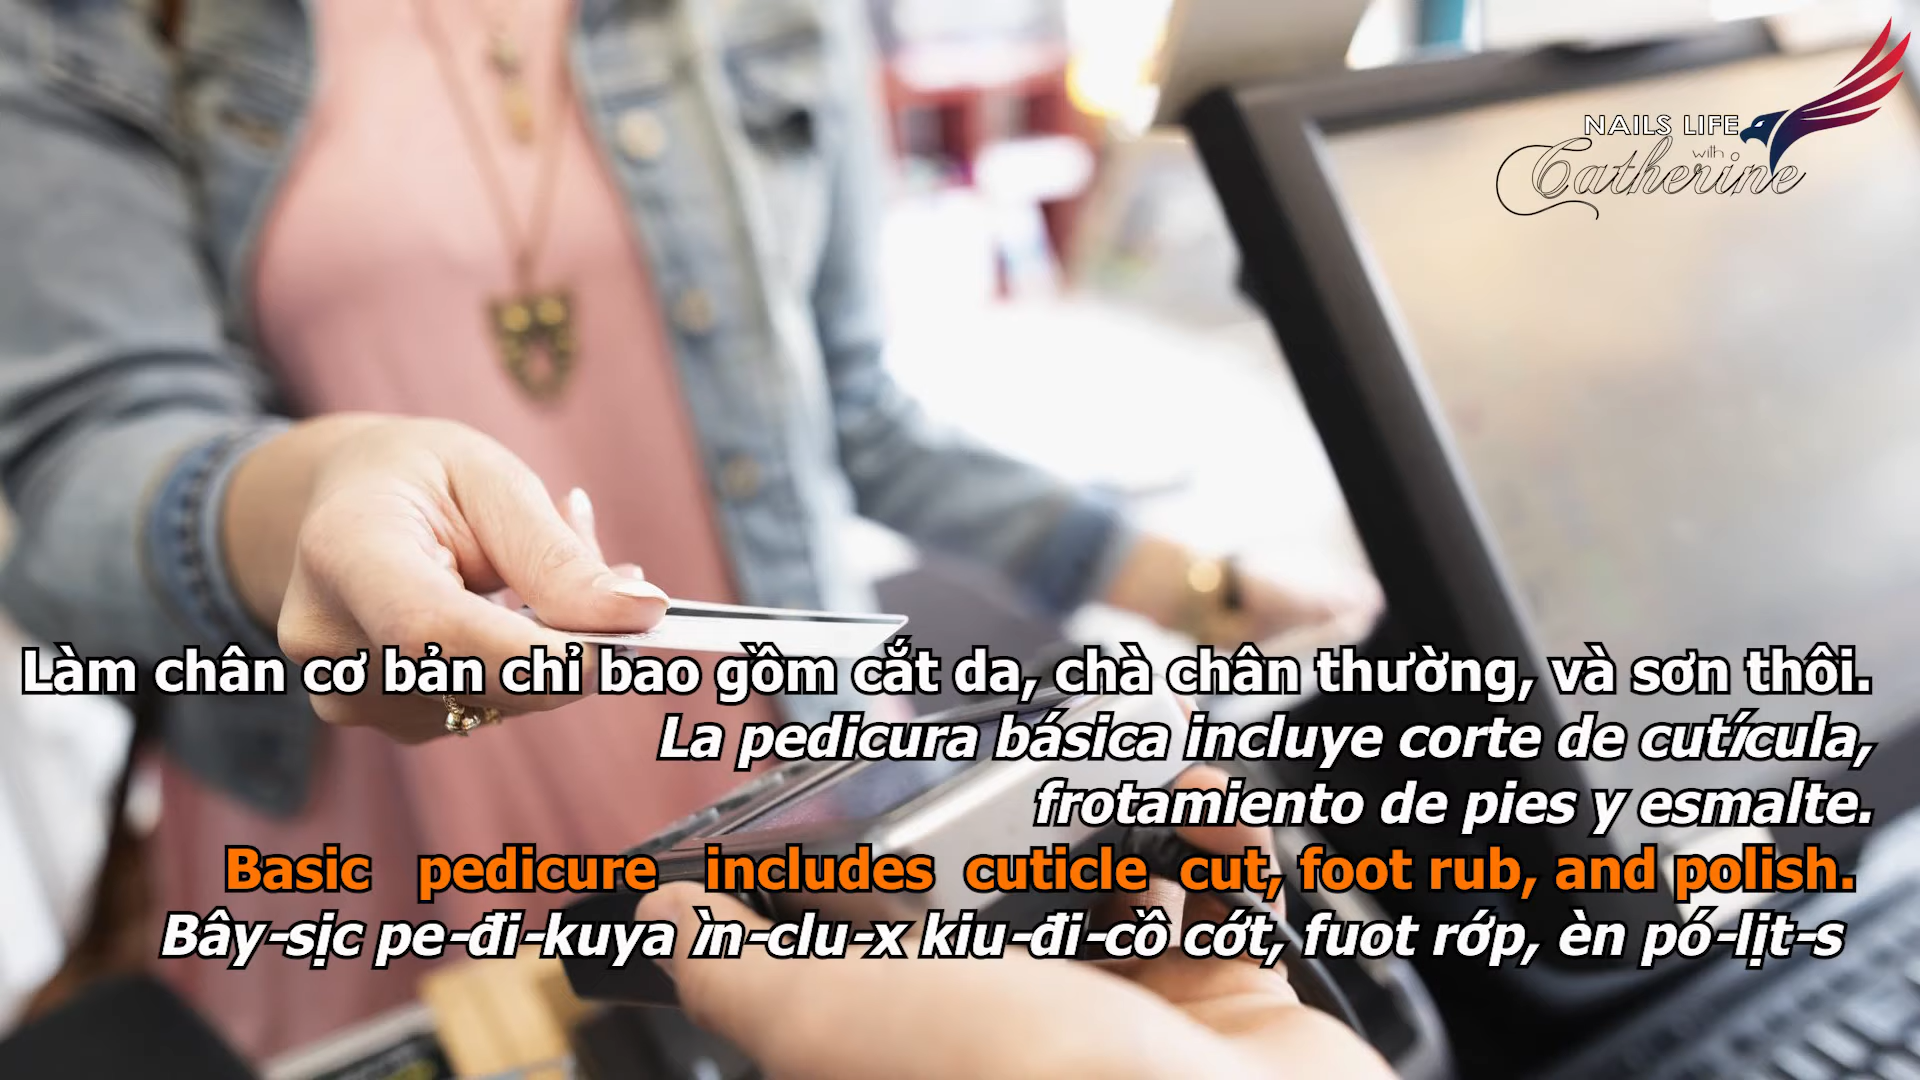 NAILS LIFE
with
Catherine
Làm chân cơ bản chỉ bao gồm cắt da, chà chân thường, và sơn thôi.
La pedicura básica incluye corte de cutícula,
frotamiento de pies y esmalte.
Basic pedicure includes cuticle cut, foot rub, and polish.
Bây-sịc pe-đi-kuya ìn-clu-x kiu-đi-cồ cớt, fuot rớp, èn pó-lịt-s